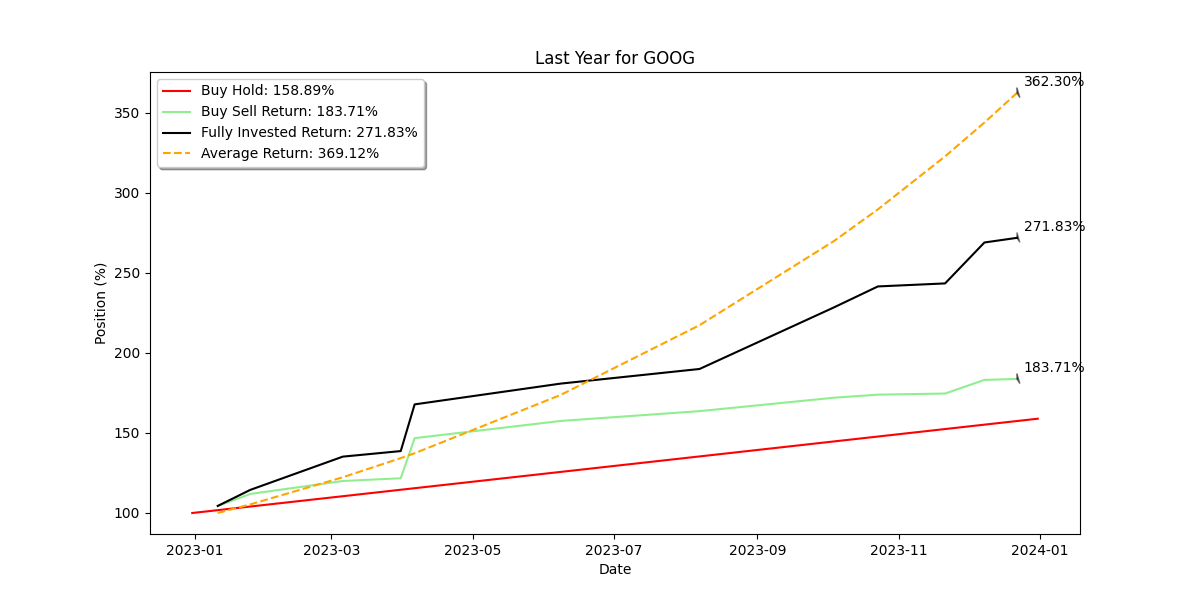 Last Year for GOOG
Buy Hold: 158.89%
Buy Sell Return: 183.71%
Fully Invested Return: 271.83%
Average Return: 369.12%
362.30%
271.83%
183.71%
Position (%)
350
300
250
200
150
100
2023-01
2023-03
2023-05
2023-07
2023-09
2023-11
2024-01
Date